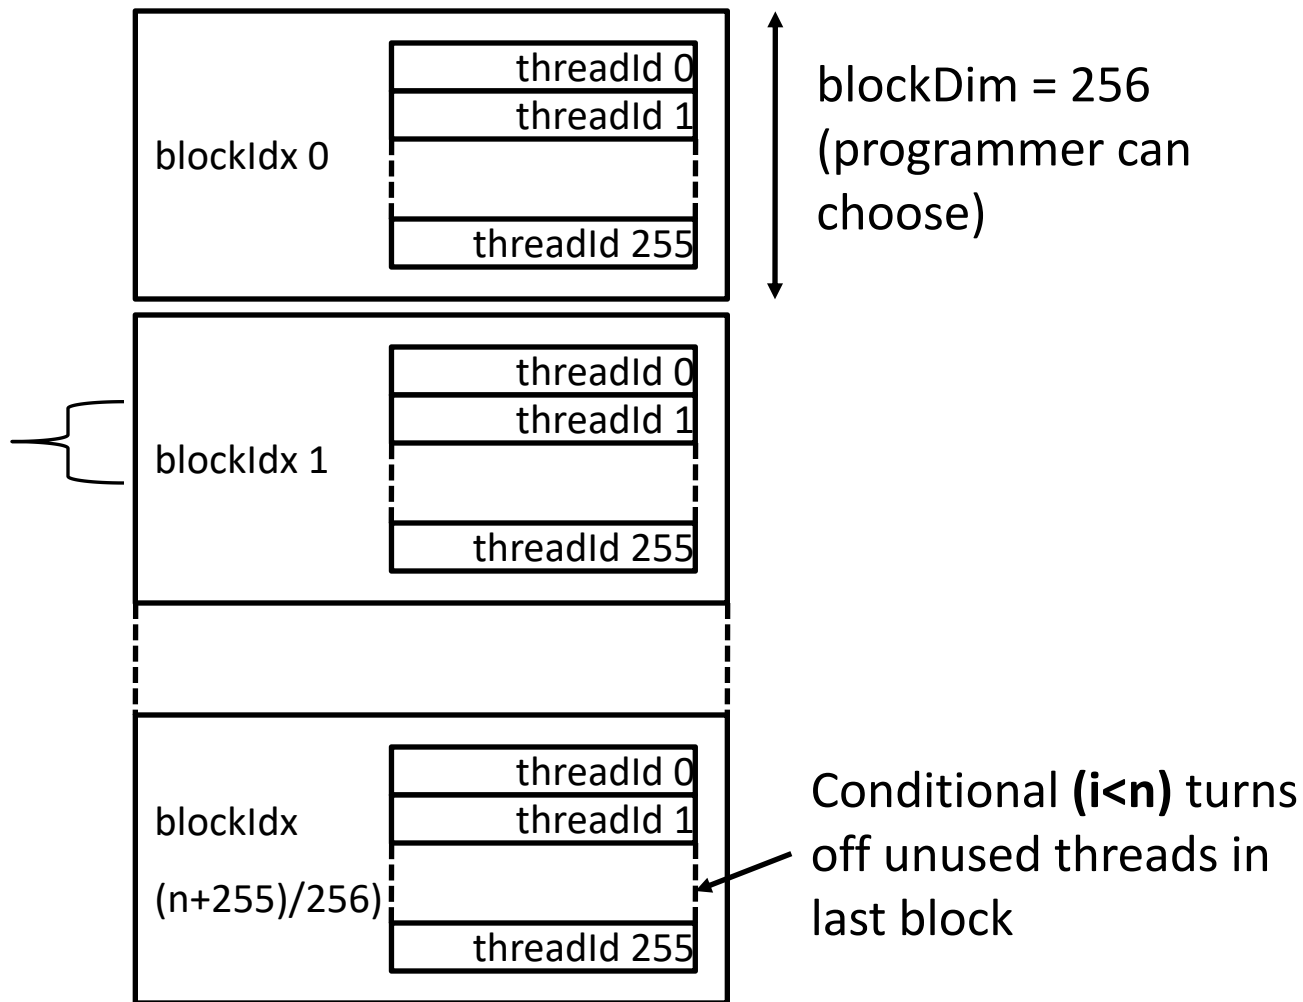 threadId 0
threadId 1
blockIdx 0
threadId 255
blockDim = 256
(programmer can
choose)
threadId 0
threadId 1
blockIdx 1
threadId 255
threadId 0
threadId 1
blockIdx
(n+255)/256)
threadId 255
Conditional (i<n) turns
off unused threads in
last block